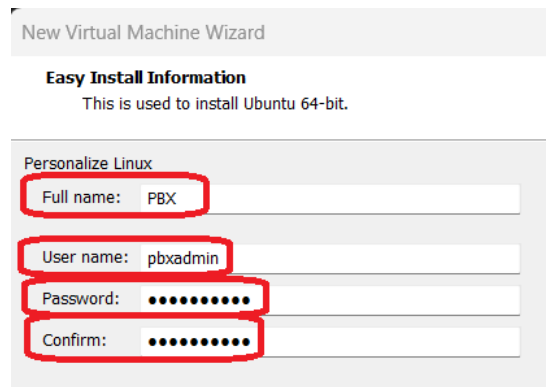 New Virtual Machine Wizard
Easy Install Information
This is used to install Ubuntu 64-bit.
Personalize Linux
Full name: PBX
User name: pbxadmin
Password: ●●●●●●●●●●
Confirm: ●●●●●●●●●●